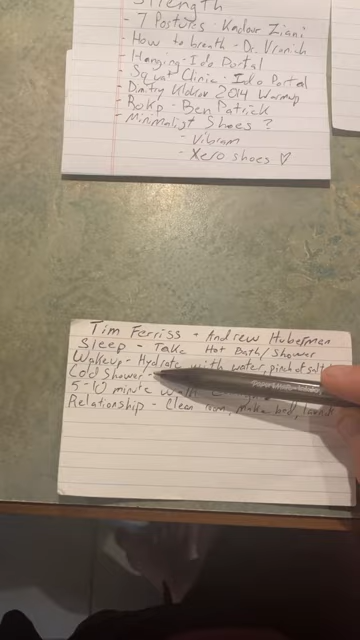 Strength
- 7 Postures - Kadour Ziani
- How to breath - Dr. Vranich
- Hanging - Ido Portal
- Squat Clinic - Ido Portal
- Dmitry Klokov 2014 Warmup
- Rokp - Ben Patrick
- Minimalist Shoes?
- Vibram
- Xero shoes ♡
Tim Ferriss + Andrew Huberman
Sleep - Take Hot Bath/Shower
Wakeup - Hydrate with water, pinch of salt
Cold Shower -
5-10 minute
Relationship - Clean room, make bed,